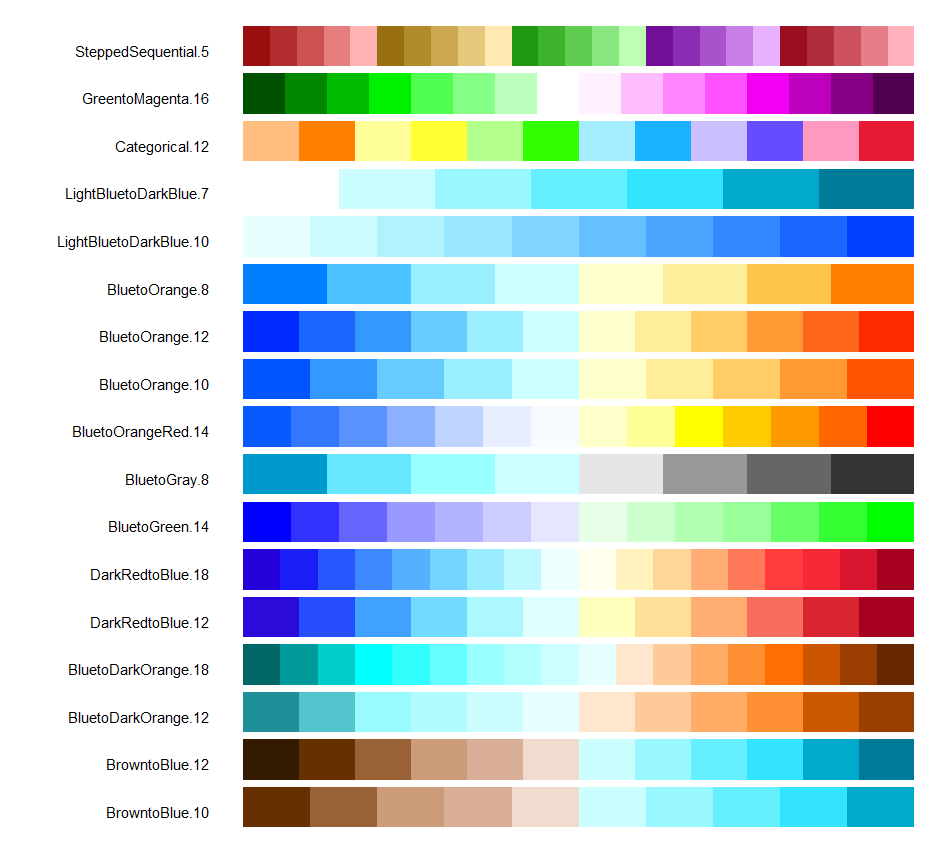 SteppedSequential.5
GreentoMagenta.16
Categorical.12
LightBluetoDarkBlue.7
LightBluetoDarkBlue.10
BluetoOrange.8
BluetoOrange.12
BluetoOrange.10
BluetoOrangeRed.14
BluetoGray.8
BluetoGreen.14
DarkRedtoBlue.18
DarkRedtoBlue.12
BluetoDarkOrange.18
BluetoDarkOrange.12
BrowntoBlue.12
BrowntoBlue.10